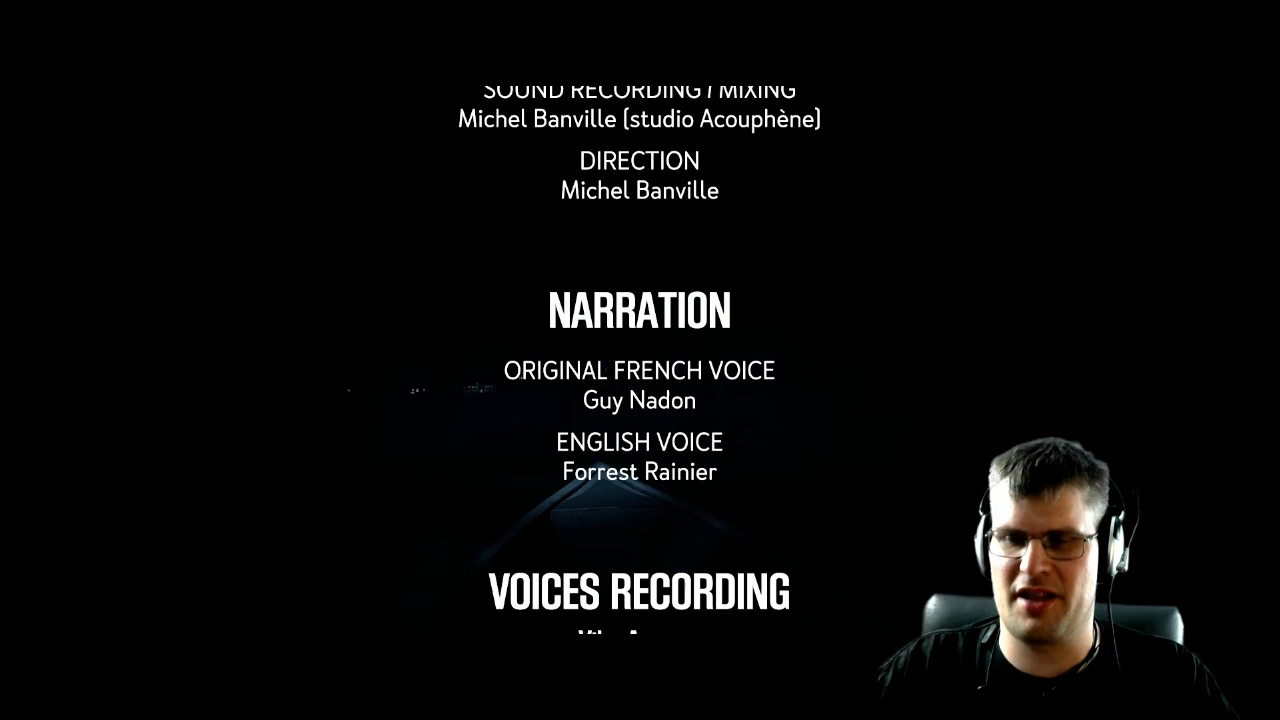 SOUND RECORDING / MIXING
Michel Banville (studio Acouphène)
DIRECTION
Michel Banville
NARRATION
ORIGINAL FRENCH VOICE
Guy Nadon
ENGLISH VOICE
Forrest Rainier
VOICES RECORDING